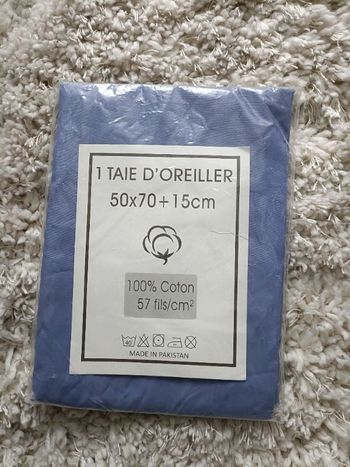 1 TAIE D'OREILLER
50x70+15cm
100% Coton
57 fils/cm²
MADE IN PAKISTAN